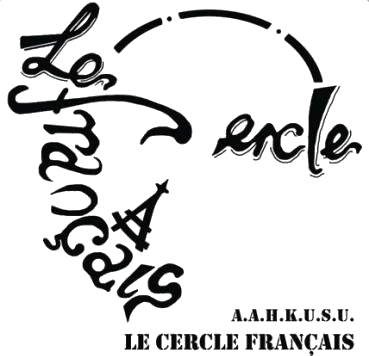 Le
Cercle
français
A.A.H.K.U.S.U.
LE CERCLE FRANÇAIS